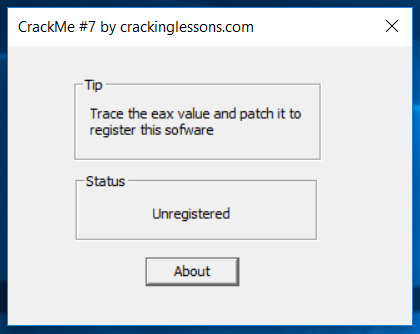 CrackMe #7 by crackinglessons.com
Tip
Trace the eax value and patch it to
register this sofware
Status
Unregistered
About